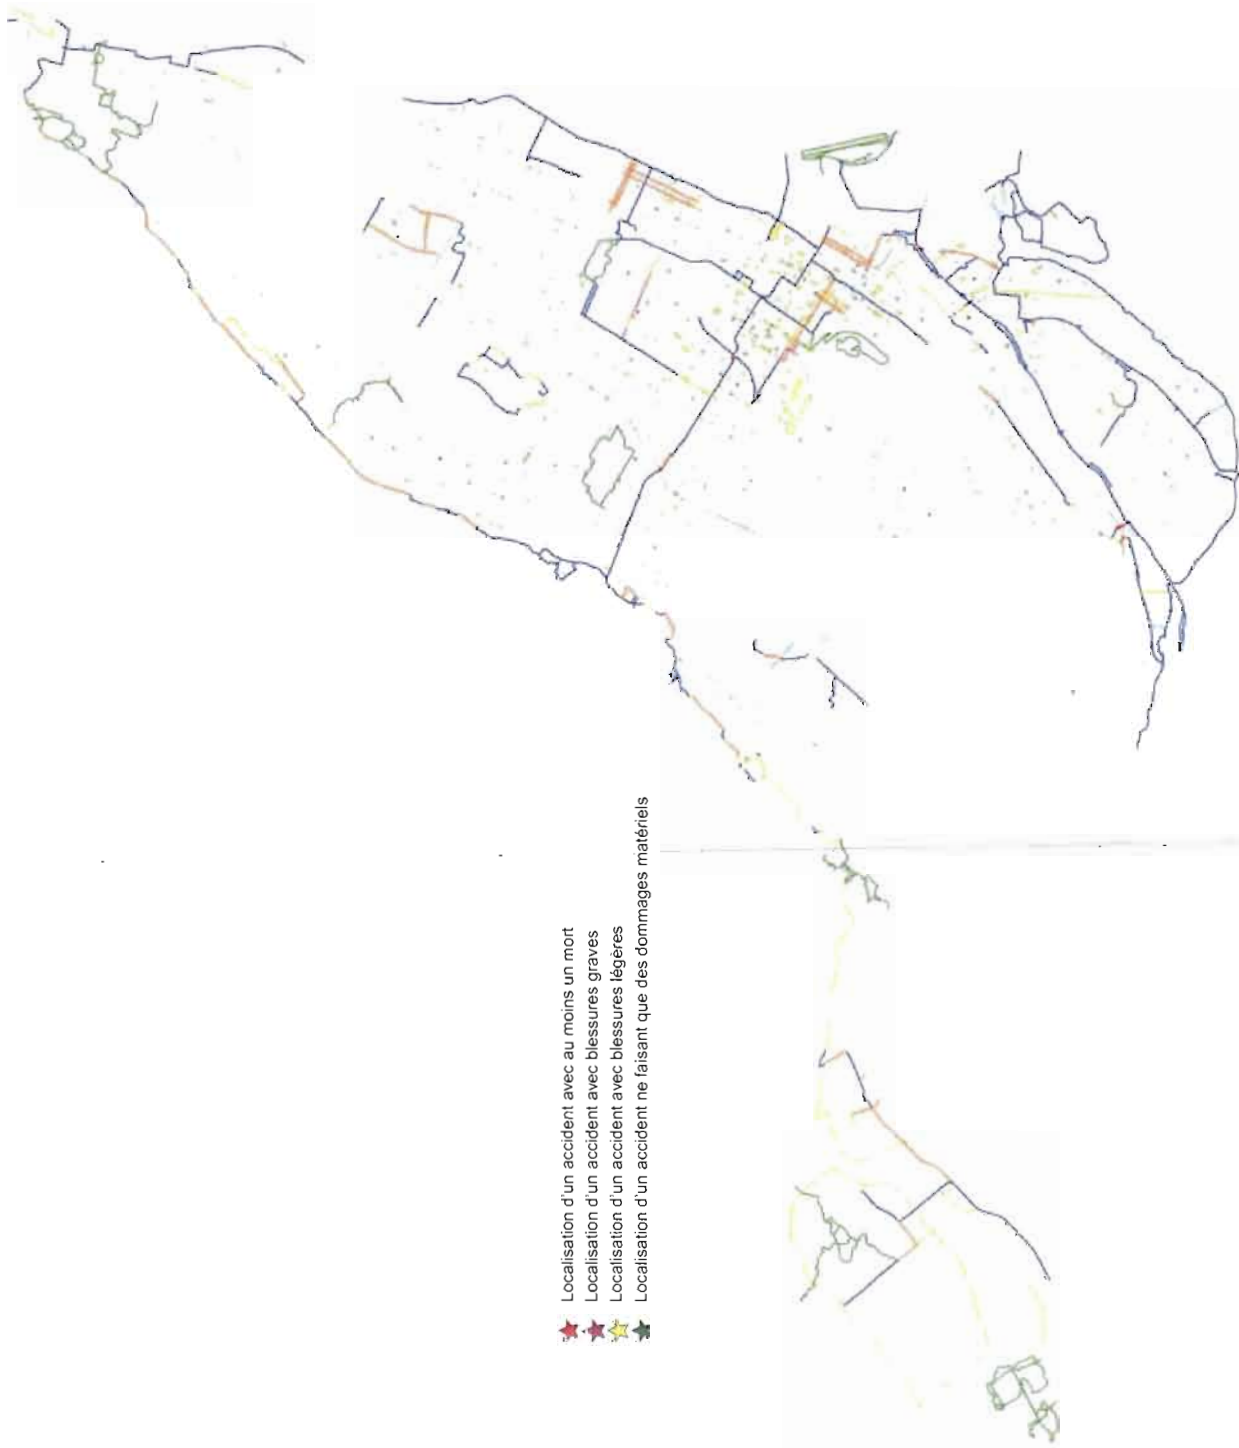 Localisation d'un accident avec au moins un mort
Localisation d'un accident avec blessures graves
Localisation d'un accident avec blessures légères
Localisation d'un accident ne faisant que des dommages matériels